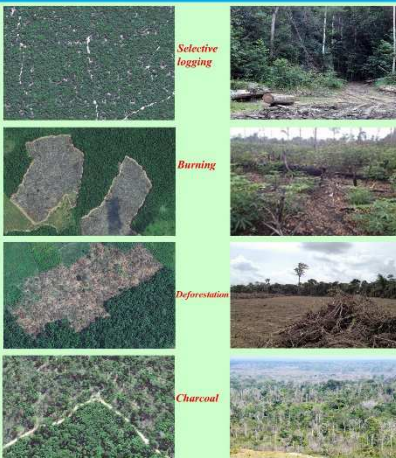 Selective
logging
Burning
Deforestation
Charcoal